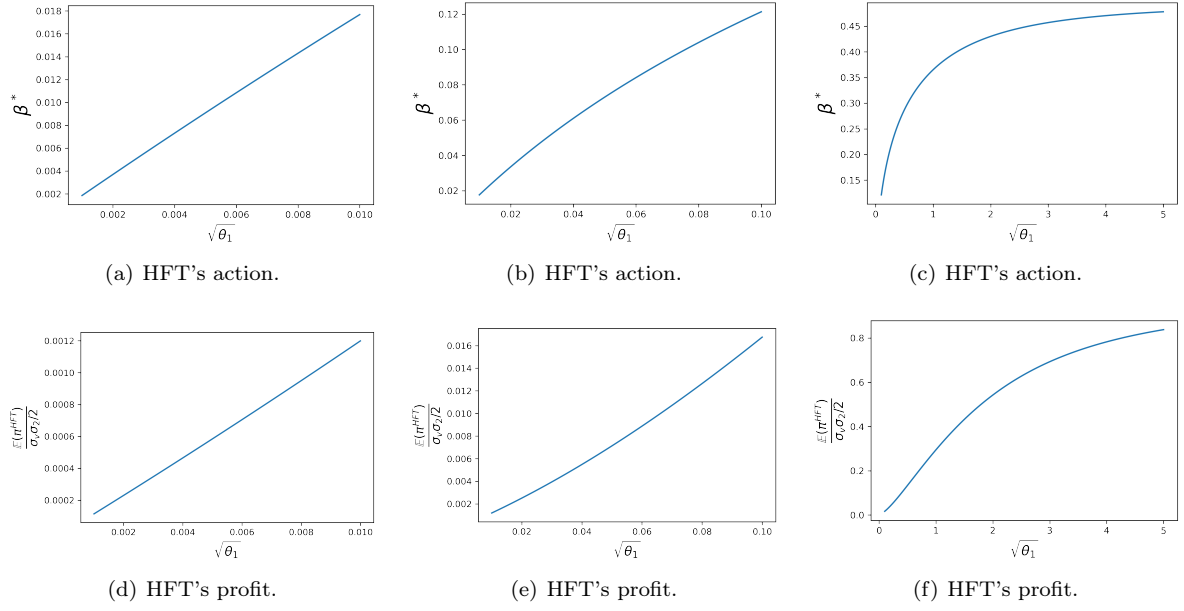 0.018
0.016
0.014
0.012
0.010
0.008
0.006
0.004
0.002
β*
0.002 0.004 0.006 0.008 0.010
√θ₁
(a) HFT's action.
0.12
0.10
0.08
0.06
0.04
0.02
β*
0.02 0.04 0.06 0.08 0.10
√θ₁
(b) HFT's action.
0.45
0.40
0.35
0.30
0.25
0.20
0.15
β*
0 1 2 3 4 5
√θ₁
(c) HFT's action.
0.0012
0.0010
0.0008
0.0006
0.0004
0.0002
𝔼(π^{HFT})
σ_vσ_2/2
0.002 0.004 0.006 0.008 0.010
√θ₁
(d) HFT's profit.
0.016
0.014
0.012
0.010
0.008
0.006
0.004
0.002
𝔼(π^{HFT})
σ_vσ_2/2
0.02 0.04 0.06 0.08 0.10
√θ₁
(e) HFT's profit.
0.8
0.6
0.4
0.2
0.0
𝔼(π^{HFT})
σ_vσ_2/2
0 1 2 3 4 5
√θ₁
(f) HFT's profit.